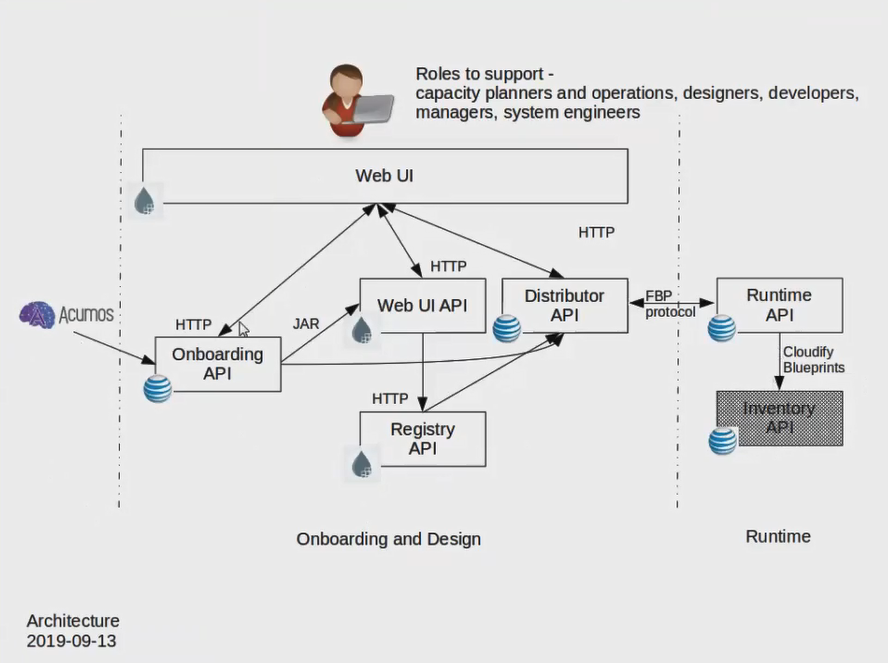 Roles to support -
capacity planners and operations, designers, developers,
managers, system engineers
Web UI
HTTP
HTTP
Acumos
HTTP
JAR
Onboarding
API
Web UI API
Distributor
API
FBP
protocol
Runtime
API
Cloudify
Blueprints
HTTP
Registry
API
Inventory
API
Onboarding and Design
Runtime
Architecture
2019-09-13